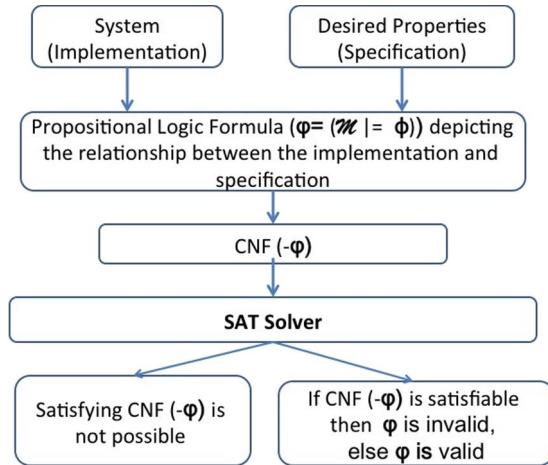 System
(Implementation)
Desired Properties
(Specification)
Propositional Logic Formula (φ= (ℳ |= ϕ)) depicting
the relationship between the implementation and
specification
CNF (-φ)
SAT Solver
Satisfying CNF (-φ) is
not possible
If CNF (-φ) is satisfiable
then φ is invalid,
else φ is valid